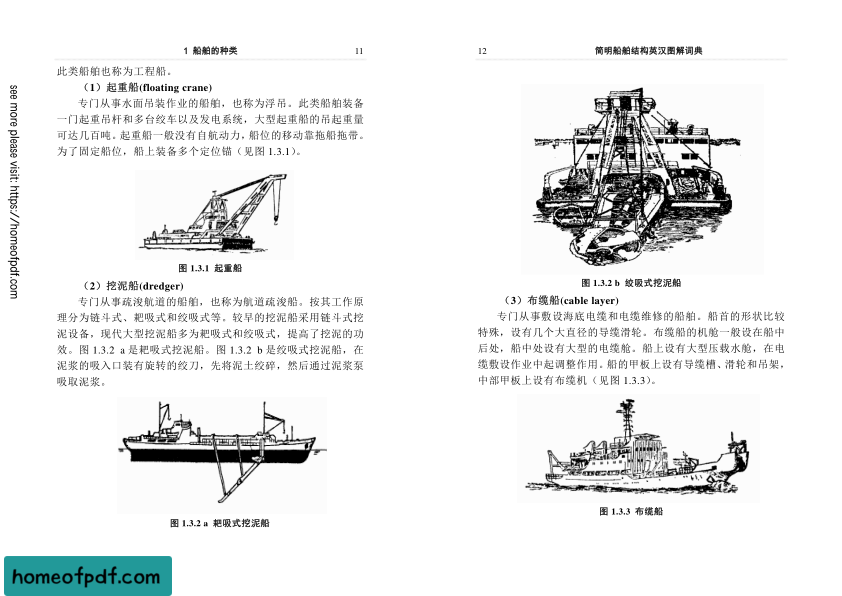 1 船舶的种类 11
此类船舶也称为工程船。
（1）起重船(floating crane)
专门从事水面吊装作业的船舶，也称为浮吊。此类船舶装备
一门起重吊杆和多台绞车以及发电系统，大型起重船的吊起重量
可达几百吨。起重船一般没有自航动力，船位的移动靠拖船拖带。
为了固定船位，船上装备多个定位锚（见图 1.3.1）。
图 1.3.1 起重船
（2）挖泥船(dredger)
专门从事疏浚航道的船舶，也称为航道疏浚船。按其工作原
理分为链斗式、耙吸式和绞吸式等。较早的挖泥船采用链斗式挖
泥设备，现代大型挖泥船多为耙吸式和绞吸式，提高了挖泥的功
效。图 1.3.2 a 是耙吸式挖泥船。图 1.3.2 b 是绞吸式挖泥船，在
泥浆的吸入口装有旋转的绞刀，先将泥土绞碎，然后通过泥浆泵
吸取泥浆。
图 1.3.2 a 耙吸式挖泥船
12 简明船舶结构英汉图解词典
图 1.3.2 b 绞吸式挖泥船
（3）布缆船(cable layer)
专门从事敷设海底电缆和电缆维修的船舶。船首的形状比较
特殊，设有几个大直径的导缆滑轮。布缆船的机舱一般设在船中
后处，船中处设有大型的电缆舱。船上设有大型压载水舱，在电
缆敷设作业中起调整作用。船的甲板上设有导缆槽、滑轮和吊架，
中部甲板上设有布缆机（见图 1.3.3）。
图 1.3.3 布缆船
see more please visit: https://homeofpdf.com
homeofpdf.com